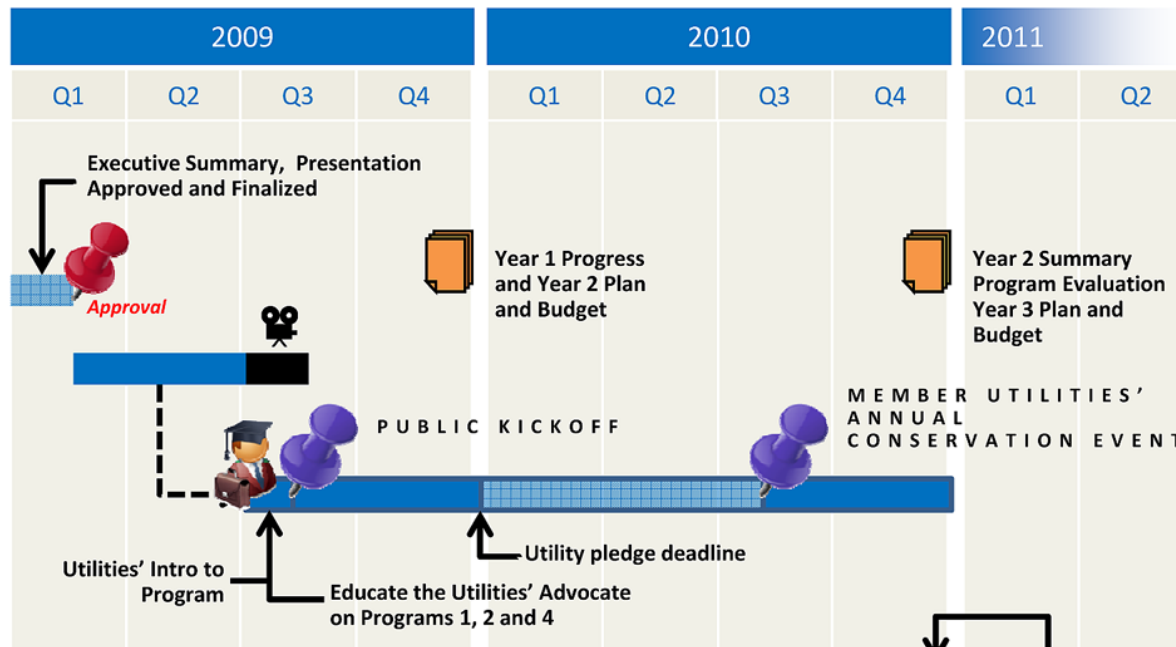 2009
2010
2011
Q1
Q2
Q3
Q4
Q1
Q2
Q3
Q4
Q1
Q2
Executive Summary, Presentation
Approved and Finalized
Approval
Year 1 Progress
and Year 2 Plan
and Budget
Year 2 Summary
Program Evaluation
Year 3 Plan and
Budget
PUBLIC KICKOFF
MEMBER UTILITIES'
ANNUAL
CONSERVATION EVENT
Utility pledge deadline
Utilities' Intro to
Program
Educate the Utilities' Advocate
on Programs 1, 2 and 4